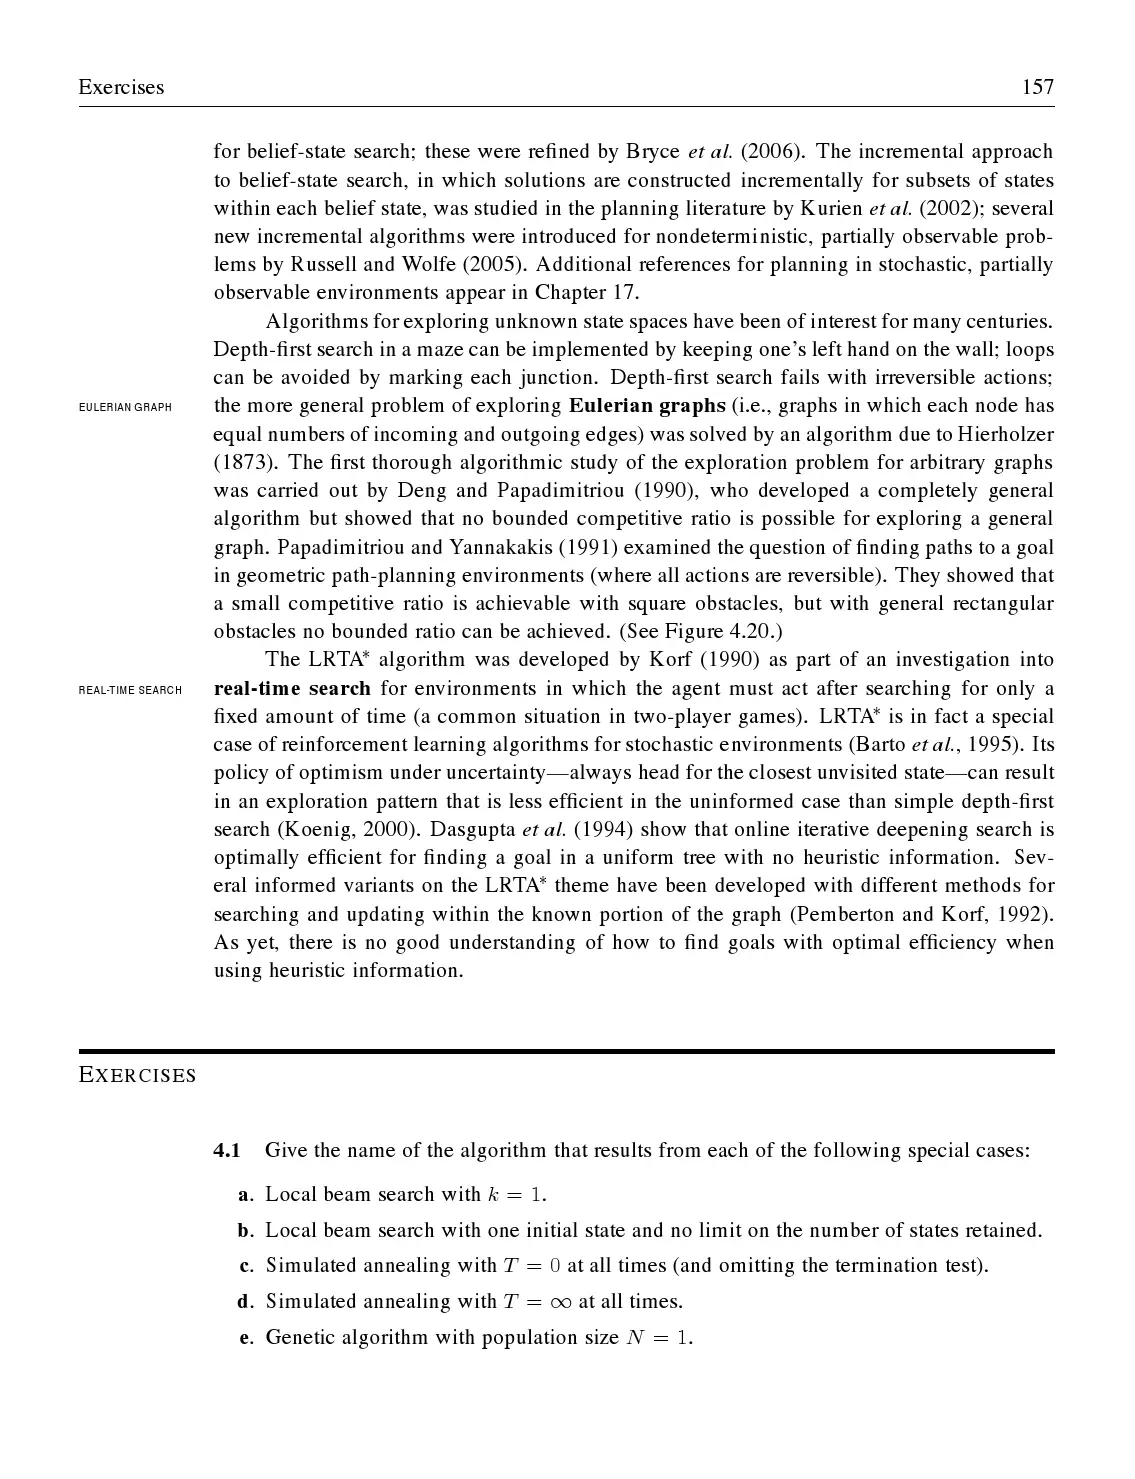 Exercises 157
for belief-state search; these were refined by Bryce et al. (2006). The incremental approach
to belief-state search, in which solutions are constructed incrementally for subsets of states
within each belief state, was studied in the planning literature by Kurien et al. (2002); several
new incremental algorithms were introduced for nondeterministic, partially observable prob-
lems by Russell and Wolfe (2005). Additional references for planning in stochastic, partially
observable environments appear in Chapter 17.
Algorithms for exploring unknown state spaces have been of interest for many centuries.
Depth-first search in a maze can be implemented by keeping one's left hand on the wall; loops
can be avoided by marking each junction. Depth-first search fails with irreversible actions;
EULERIAN GRAPH the more general problem of exploring Eulerian graphs (i.e., graphs in which each node has
equal numbers of incoming and outgoing edges) was solved by an algorithm due to Hierholzer
(1873). The first thorough algorithmic study of the exploration problem for arbitrary graphs
was carried out by Deng and Papadimitriou (1990), who developed a completely general
algorithm but showed that no bounded competitive ratio is possible for exploring a general
graph. Papadimitriou and Yannakakis (1991) examined the question of finding paths to a goal
in geometric path-planning environments (where all actions are reversible). They showed that
a small competitive ratio is achievable with square obstacles, but with general rectangular
obstacles no bounded ratio can be achieved. (See Figure 4.20.)
The LRTA* algorithm was developed by Korf (1990) as part of an investigation into
REAL-TIME SEARCH real-time search for environments in which the agent must act after searching for only a
fixed amount of time (a common situation in two-player games). LRTA* is in fact a special
case of reinforcement learning algorithms for stochastic environments (Barto et al., 1995). Its
policy of optimism under uncertainty—always head for the closest unvisited state—can result
in an exploration pattern that is less efficient in the uninformed case than simple depth-first
search (Koenig, 2000). Dasgupta et al. (1994) show that online iterative deepening search is
optimally efficient for finding a goal in a uniform tree with no heuristic information. Sev-
eral informed variants on the LRTA* theme have been developed with different methods for
searching and updating within the known portion of the graph (Pemberton and Korf, 1992).
As yet, there is no good understanding of how to find goals with optimal efficiency when
using heuristic information.
EXERCISES
4.1 Give the name of the algorithm that results from each of the following special cases:
a. Local beam search with k = 1.
b. Local beam search with one initial state and no limit on the number of states retained.
c. Simulated annealing with T = 0 at all times (and omitting the termination test).
d. Simulated annealing with T = ∞ at all times.
e. Genetic algorithm with population size N = 1.